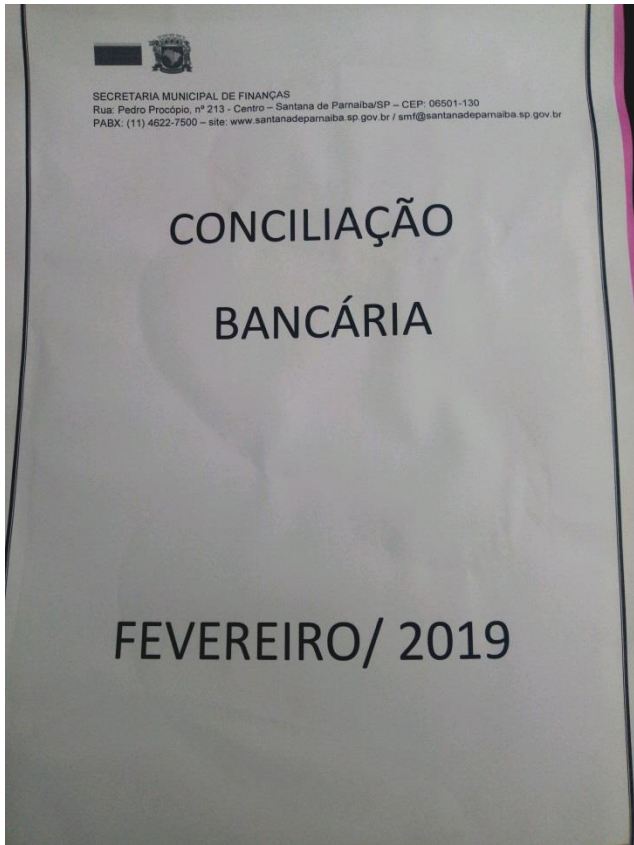 SECRETARIA MUNICIPAL DE FINANÇAS
Rua: Pedro Procópio, nº 213 - Centro – Santana de Parnaíba/SP – CEP: 06501-130
PABX: (11) 4622-7500 – site: www.santanadeparnaiba.sp.gov.br / smf@santanadeparnaiba.sp.gov.br
CONCILIAÇÃO
BANCÁRIA
FEVEREIRO/ 2019